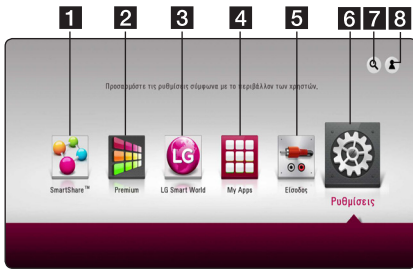 1 2 3 4 5 6 7 8
Προσαρμόστε τις ρυθμίσεις σύμφωνα με το περιβάλλον των χρηστών.
LG
SmartShare™ Premium LG Smart World My Apps Είσοδος Ρυθμίσεις